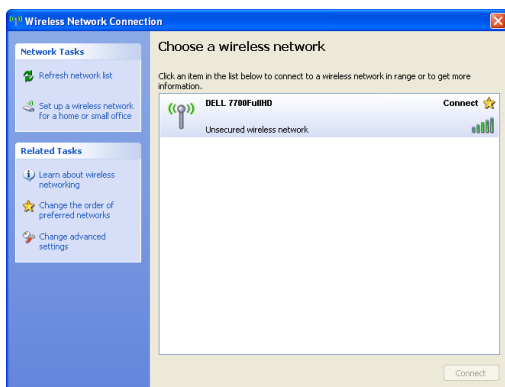 Wireless Network Connection
Network Tasks
Refresh network list
Set up a wireless network
for a home or small office
Related Tasks
Learn about wireless
networking
Change the order of
preferred networks
Change advanced
settings
Choose a wireless network
Click an item in the list below to connect to a wireless network in range or to get more
information.
DELL 7700FullHD
Connect
Unsecured wireless network
Connect